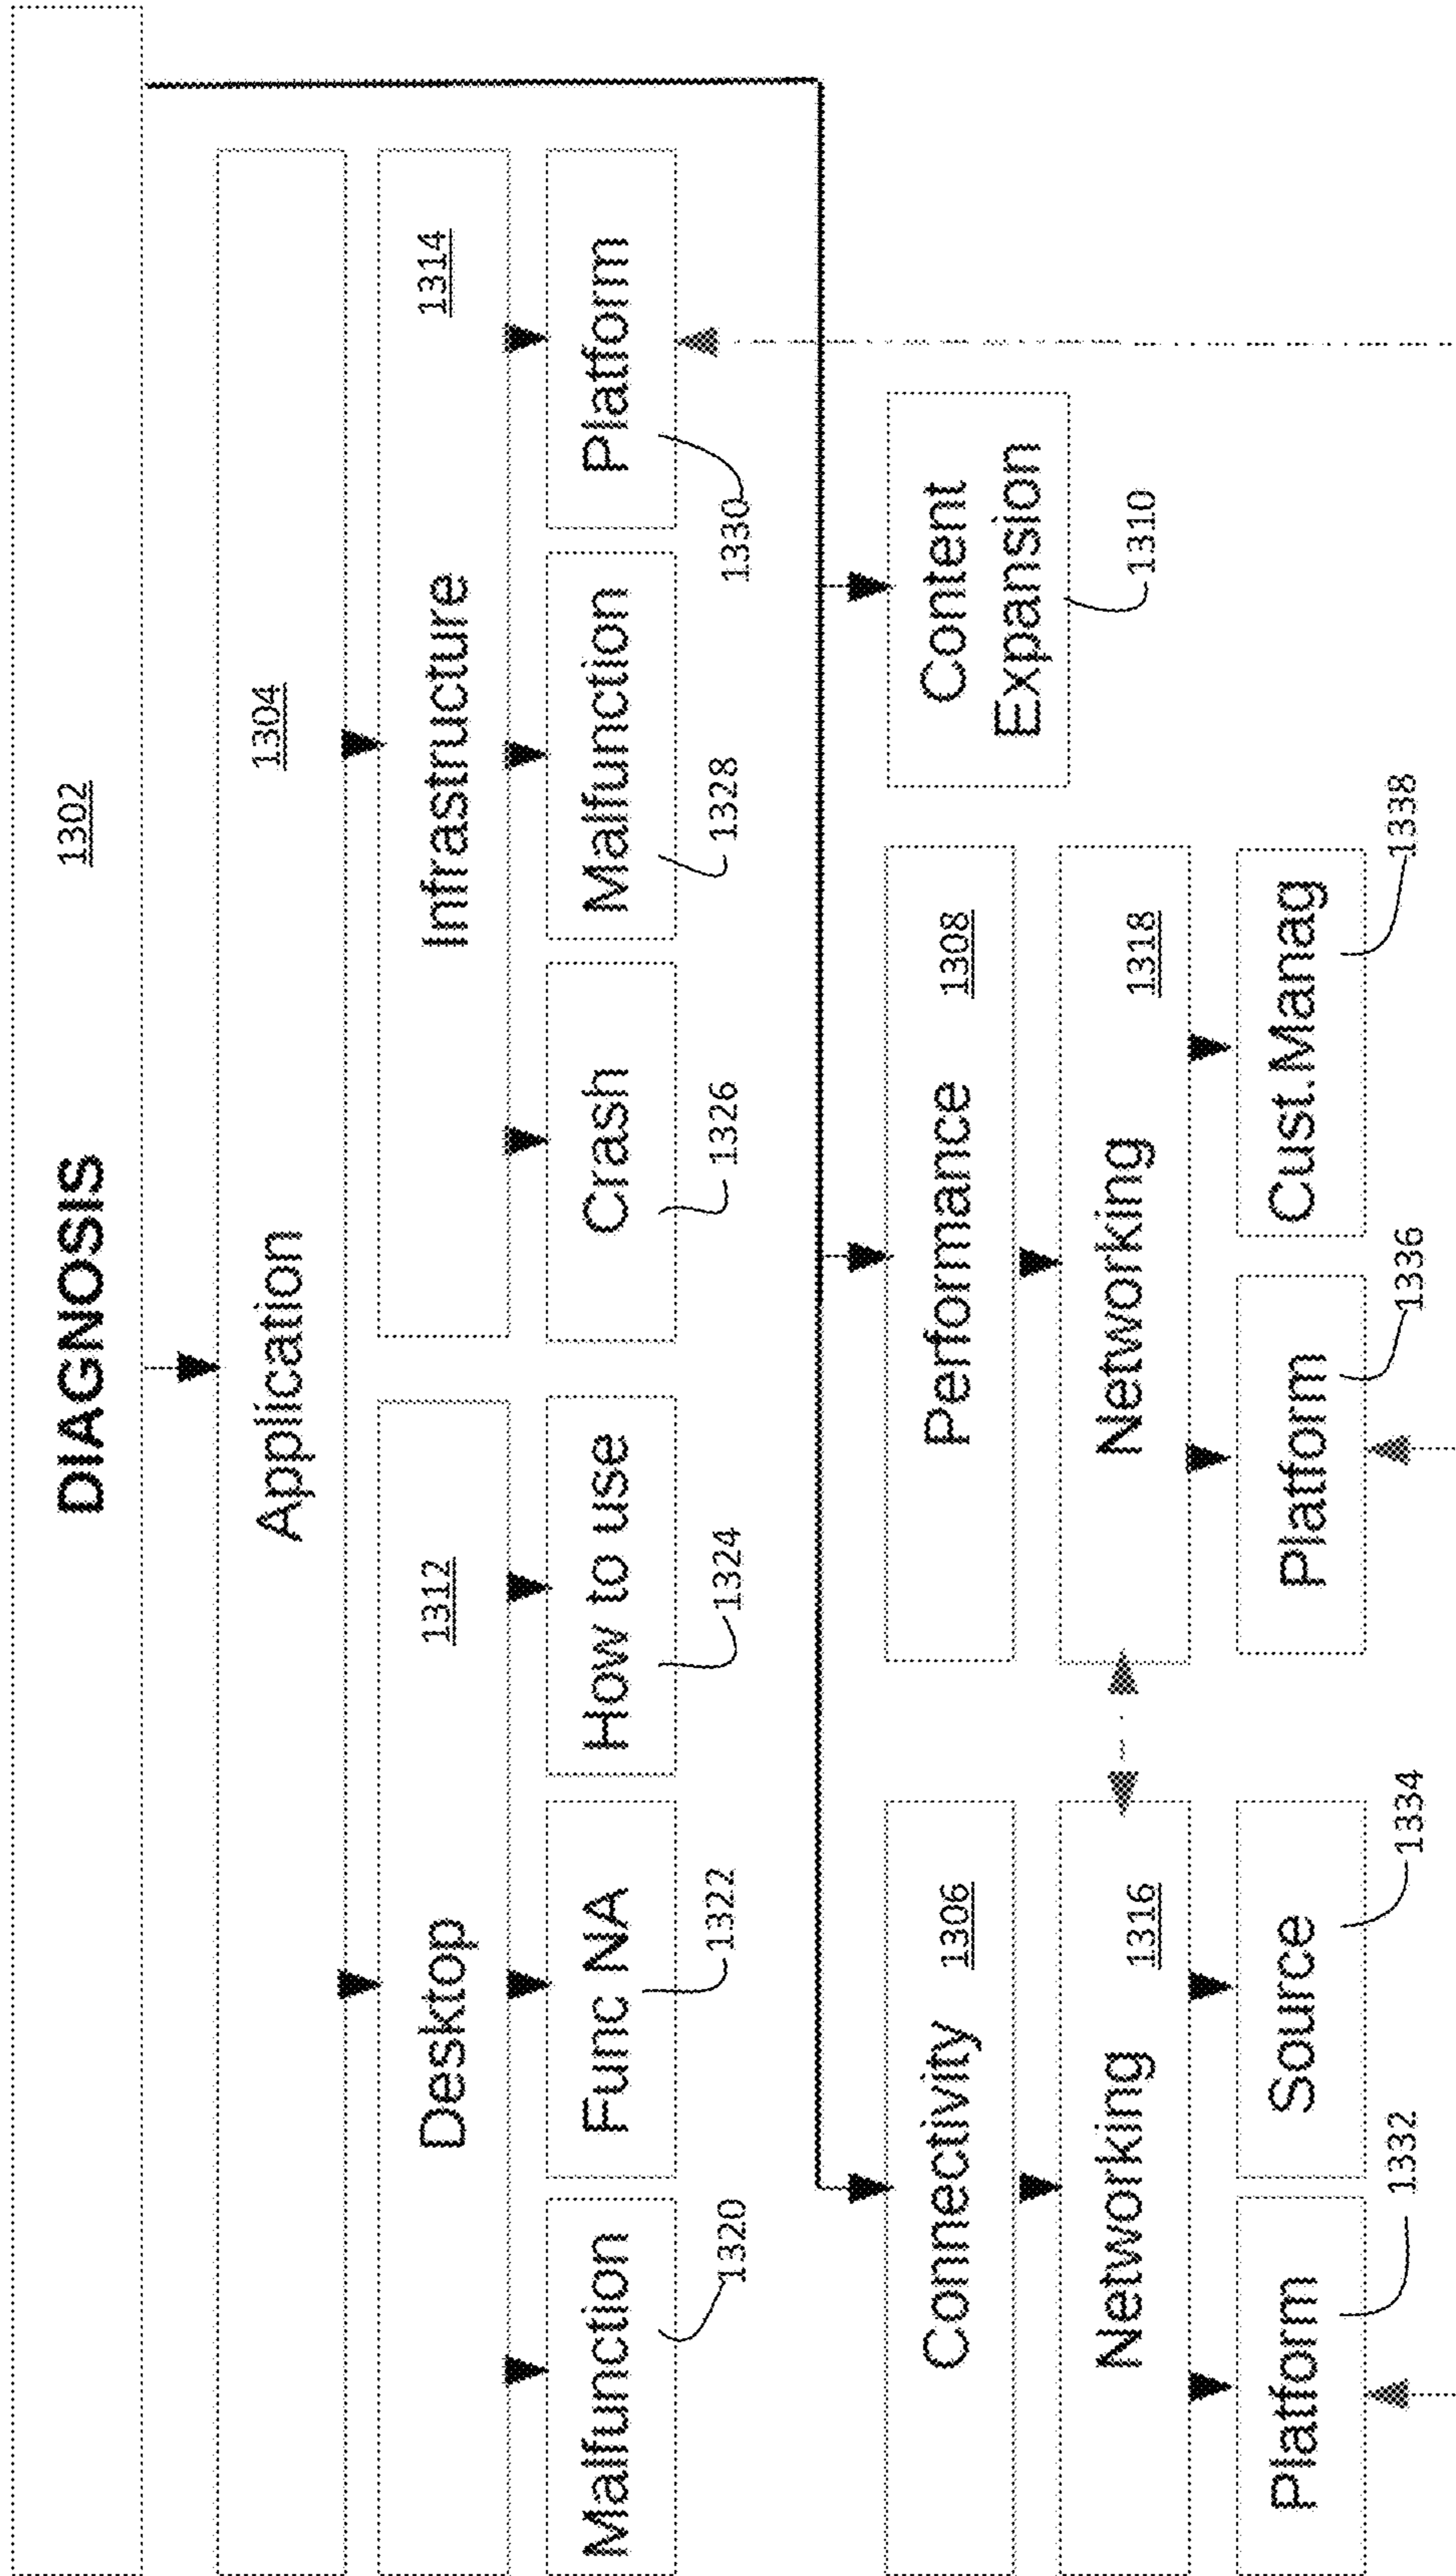 DIAGNOSIS 1302
Application 1304
Desktop 1312
Infrastructure 1314
Malfunction
Func NA
How to use
Crash
Malfunction
Platform
1320
1322
1324
1326
1328
1330
Connectivity 1306
Performance 1308
Content
Expansion
1310
Networking 1316
Networking 1318
Platform
Source
Platform
Cust.Manag
1332
1334
1336
1338